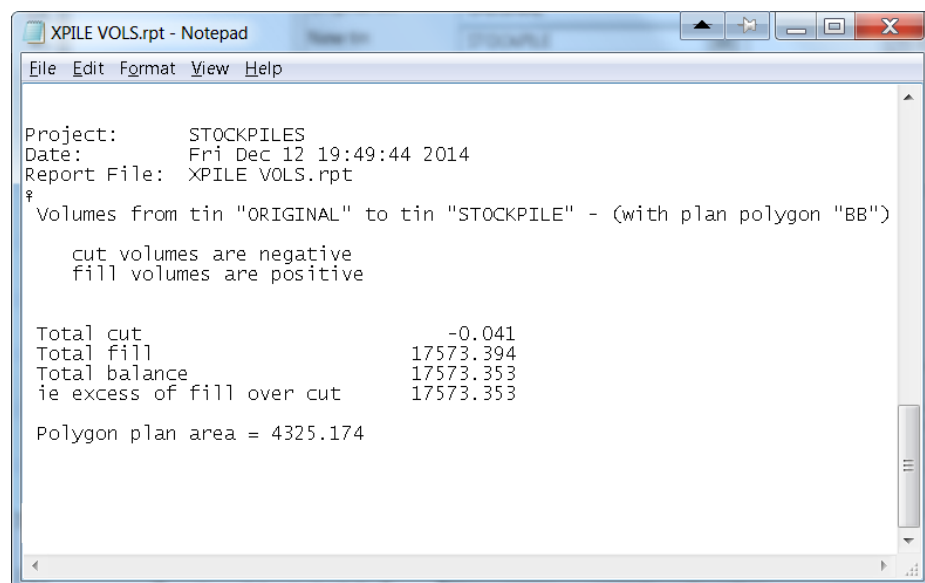 XPILE VOLS.rpt - Notepad
File Edit Format View Help
Project: STOCKPILES
Date: Fri Dec 12 19:49:44 2014
Report File: XPILE VOLS.rpt
Volumes from tin "ORIGINAL" to tin "STOCKPILE" - (with plan polygon "BB")
cut volumes are negative
fill volumes are positive
Total cut -0.041
Total fill 17573.394
Total balance 17573.353
ie excess of fill over cut 17573.353
Polygon plan area = 4325.174